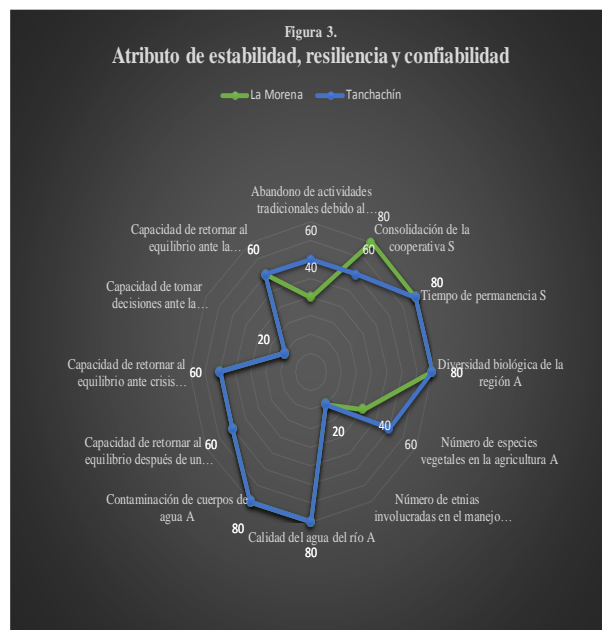 Figura 3.
Atributo de estabilidad, resiliencia y confiabilidad
La Morena
Tanchachín
Abandono de actividades
tradicionales debido al…
60
40
80
Consolidación de la
cooperativa S
60
80
Tiempo de permanencia S
Diversidad biológica de la
región A
80
Número de especies
vegetales en la agricultura A
40
60
Número de etnias
involucradas en el manejo…
20
Calidad del agua del río A
80
Contaminación de cuerpos de
agua A
80
Capacidad de retornar al
equilibrio después de un…
60
Capacidad de retornar al
equilibrio ante crisis…
60
Capacidad de tomar
decisiones ante la…
20
Capacidad de retornar al
equilibrio ante la…
60